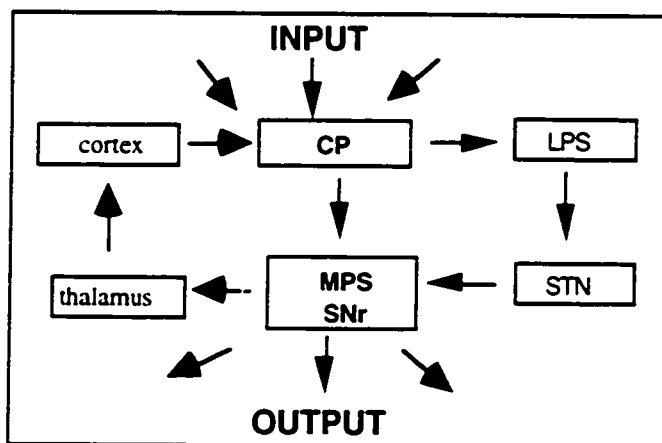 INPUT
cortex
CP
LPS
thalamus
MPS
SNr
STN
OUTPUT